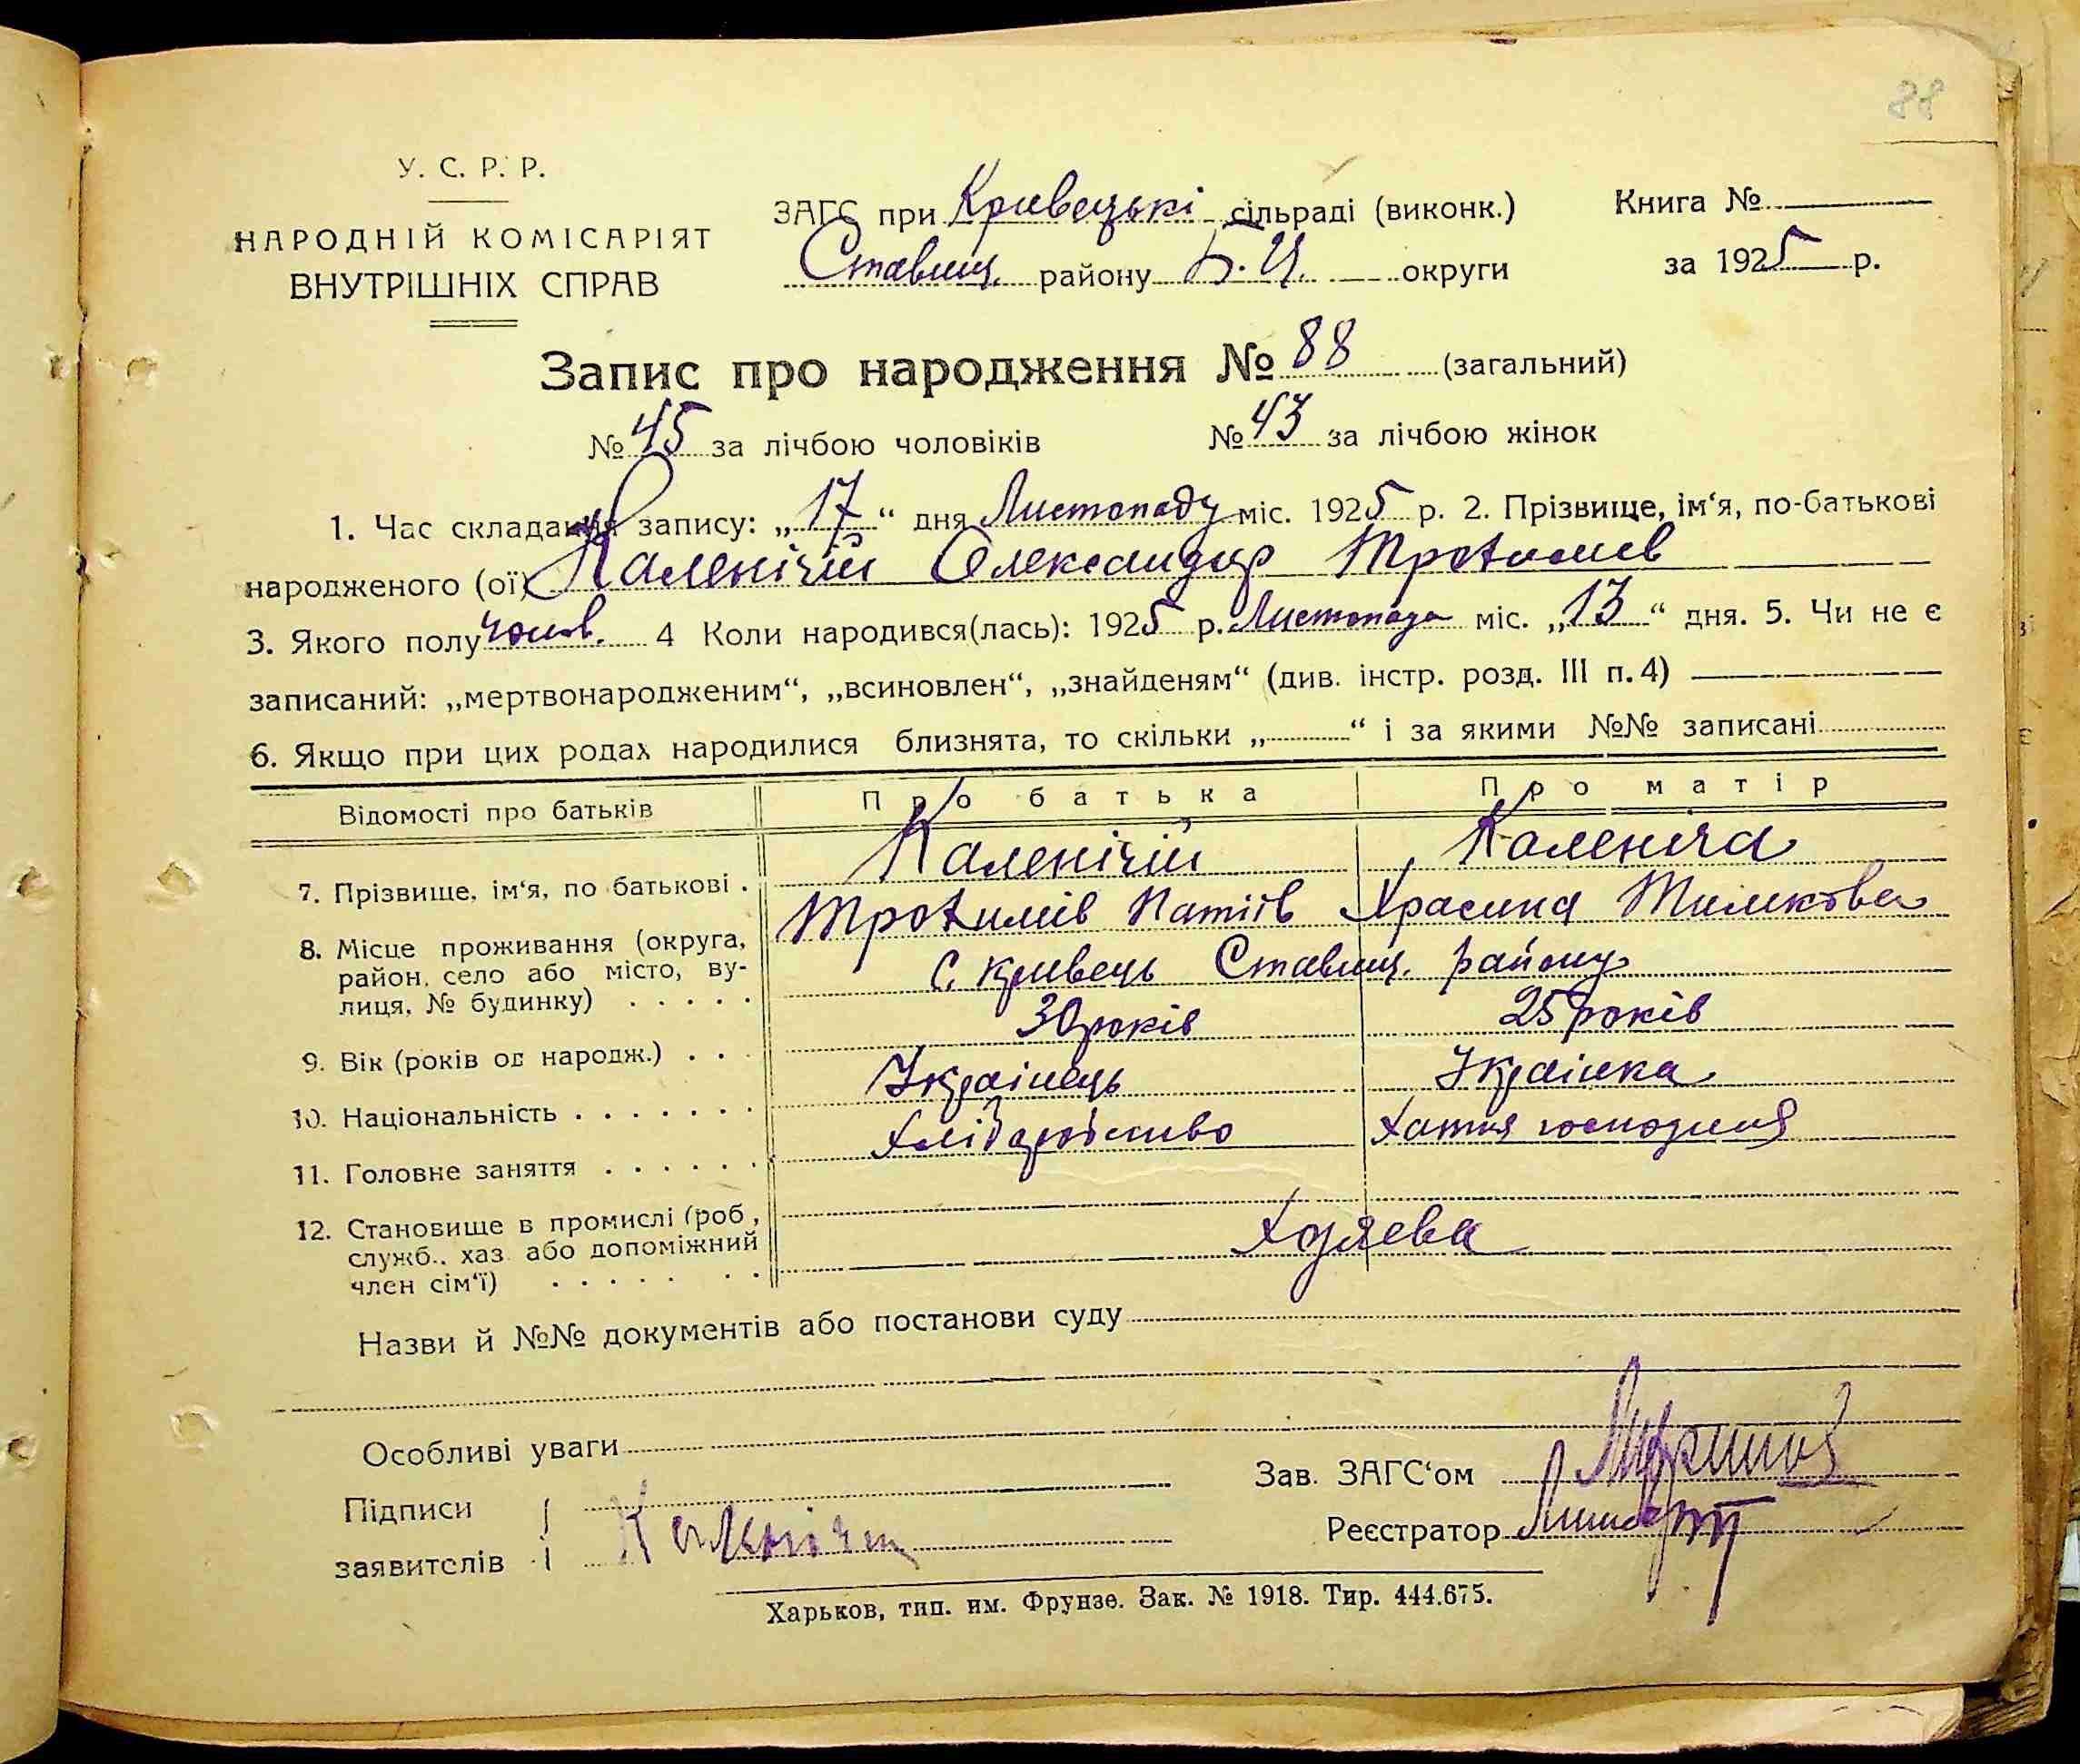 88
У. С. Р. Р.
НАРОДНІЙ КОМІСАРІЯТ
ВНУТРІШНІХ СПРАВ
ЗАГС при Кривецькі сільраді (виконк.)
Ставищ. району Б. Ц. округи
Книга №
за 1925 р.
Запис про народження № 88 (загальний)
№ 45 за лічбою чоловіків № 43 за лічбою жінок
1. Час складання запису: „17“ дня Листопаду міс. 1925 р. 2. Прізвище, ім‘я, по-батькові
народженого (ої) Каленічій Олександр Трохимів
3. Якого полу чолов. 4 Коли народився(лась): 1925 р. Листопада міс. „13“ дня. 5. Чи не є
записаний: „мертвонародженим“, „всиновлен“, „знайденям“ (див. інстр. розд. III п. 4)
6. Якщо при цих родах народилися близнята, то скільки „ “ і за якими №№ записані
Відомості про батьків Про батька Про матір
7. Прізвище, ім‘я, по батькові . Каленічій Каленіча
Трохимів Храсина
8. Місце проживання (округа,
район, село або місто, ву-
лиця, № будинку) . . . . . с. Кривець Ставищ. району
9. Вік (років од народж.) . . . 30 років 25 років
10. Національність . . . . . . . Українець Українка
11. Головне заняття . . . . . . Хліборобство Хатня господиня
12. Становище в промислі (роб,
служб., хаз. або допоміжний
член сім‘ї) . . . . . . . Хозяева
Назви й №№ документів або постанови суду
Особливі уваги
Зав. ЗАГС‘ом
Підписи
заявителів Каленічій
Реєстратор
Харьков, тип. им. Фрунзе. Зак. № 1918. Тир. 444.675.